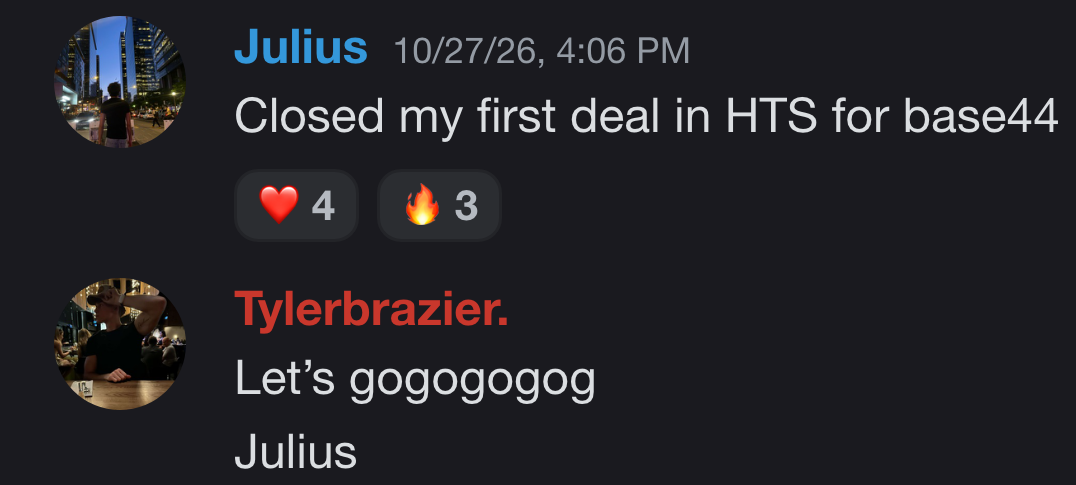 Julius 10/27/26, 4:06 PM
Closed my first deal in HTS for base44
❤️ 4 🔥 3
Tylerbrazier.
Let’s gogogogog
Julius